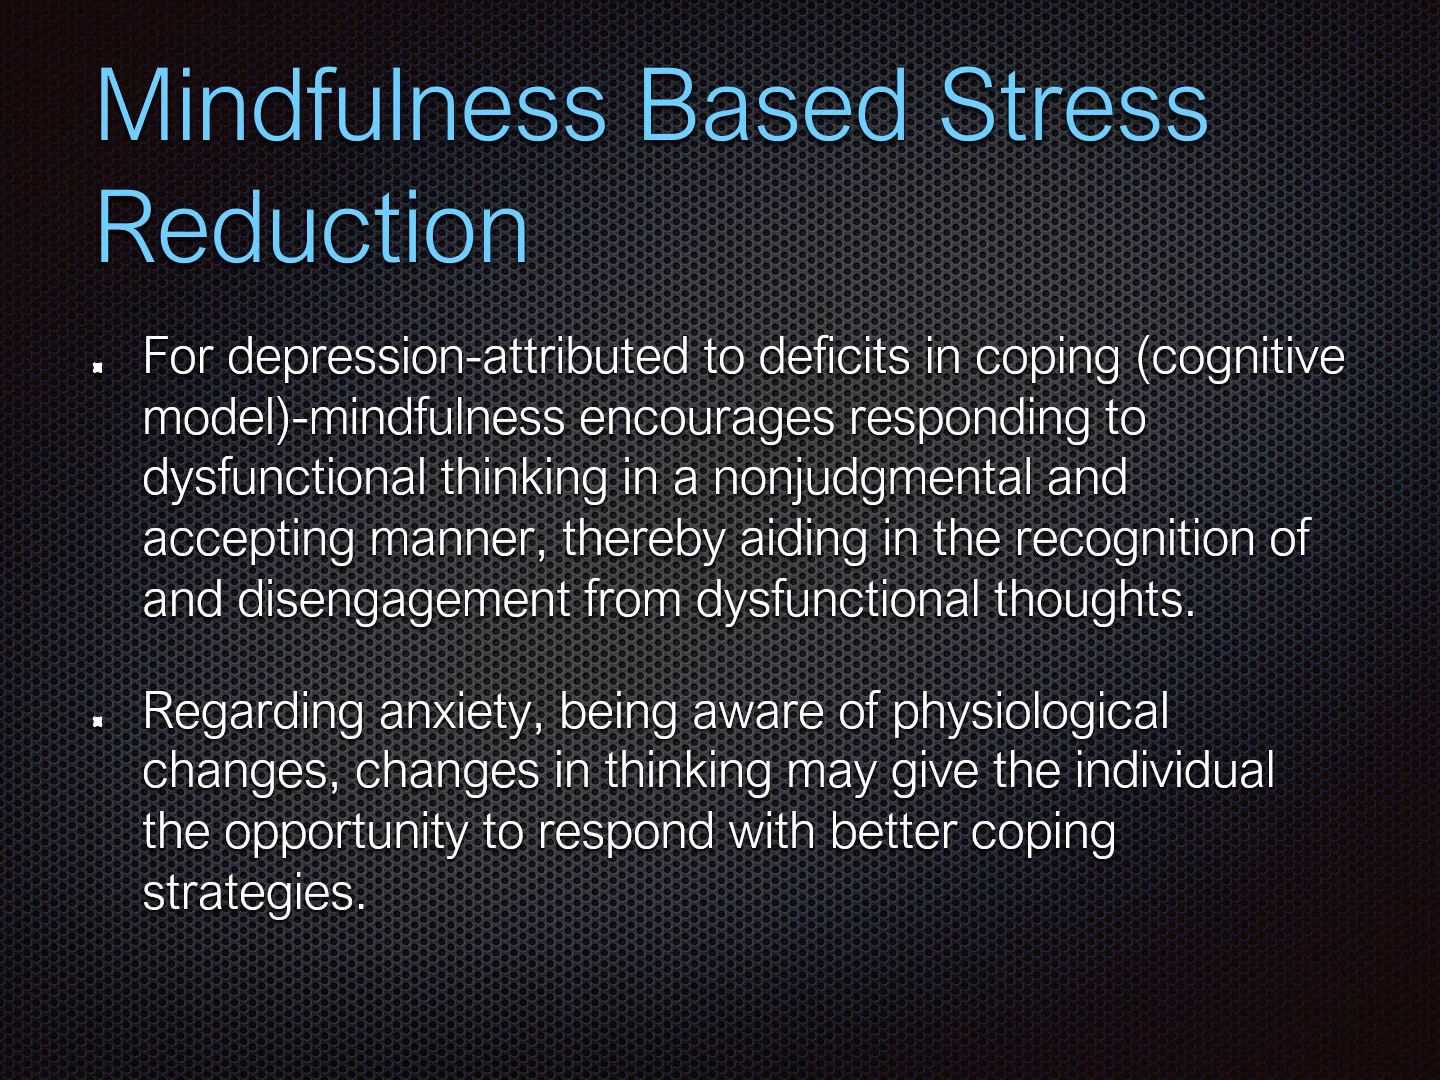 Mindfulness Based Stress
Reduction
For depression-attributed to deficits in coping (cognitive
model)-mindfulness encourages responding to
dysfunctional thinking in a nonjudgmental and
accepting manner, thereby aiding in the recognition of
and disengagement from dysfunctional thoughts.
Regarding anxiety, being aware of physiological
changes, changes in thinking may give the individual
the opportunity to respond with better coping
strategies.